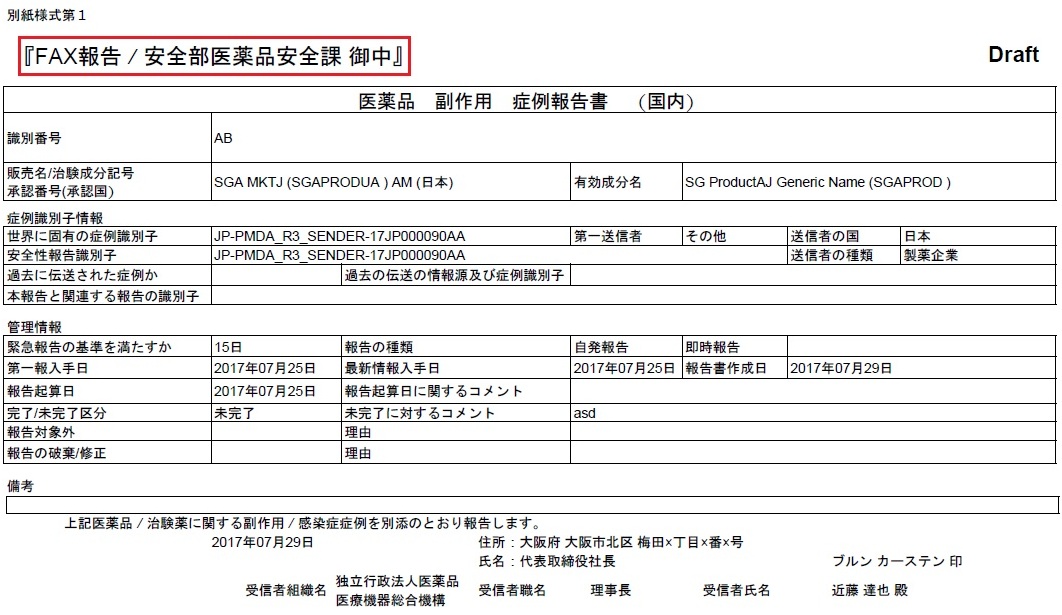 別紙様式第1
『FAX報告 / 安全部医薬品安全課 御中』
Draft
医薬品 副作用 症例報告書 (国内)
識別番号 AB
販売名/治験成分記号
承認番号(承認国)
SGA MKTJ (SGAPRODUA ) AM (日本)
有効成分名
SG ProductAJ Generic Name (SGAPROD )
症例識別子情報
世界に固有の症例識別子 JP-PMDA_R3_SENDER-17JP000090AA 第一送信者 その他 送信者の国 日本
安全性報告識別子 JP-PMDA_R3_SENDER-17JP000090AA 送信者の種類 製薬企業
過去に伝送された症例か 過去の伝送の情報源及び症例識別子
本報告と関連する報告の識別子
管理情報
緊急報告の基準を満たすか 15日 報告の種類 自発報告 即時報告
第一報入手日 2017年07月25日 最新情報入手日 2017年07月25日 報告書作成日 2017年07月29日
報告起算日 2017年07月25日 報告起算日に関するコメント
完了/未完了区分 未完了 未完了に対するコメント asd
報告対象外 理由
報告の破棄/修正 理由
備考
上記医薬品 / 治験薬に関する副作用 / 感染症症例を別添のとおり報告します。
2017年07月29日 住所 : 大阪府 大阪市北区 梅田×丁目×番×号
氏名 : 代表取締役社長 ブルン カーステン 印
受信者組織名 独立行政法人医薬品
医療機器総合機構
受信者職名 理事長 受信者氏名 近藤 達也 殿